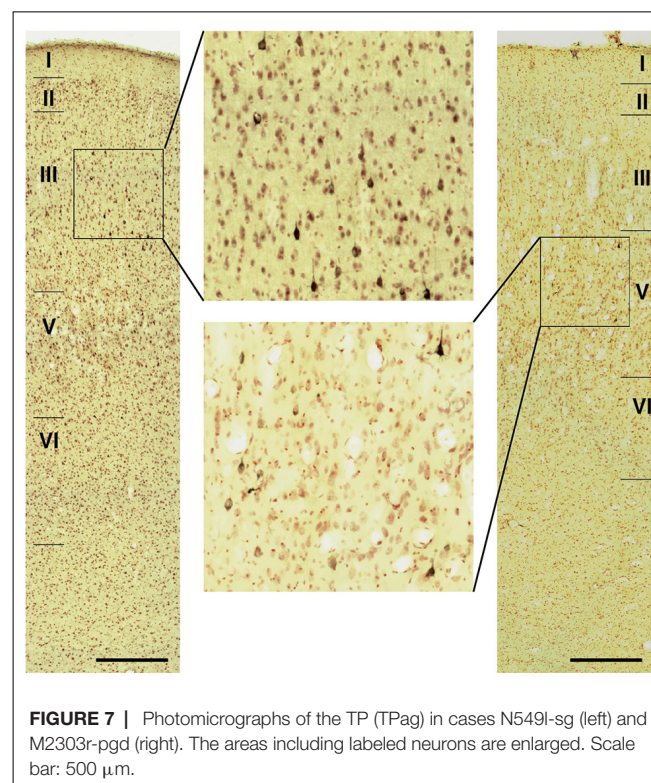 I
II
III
V
VI
I
II
III
V
VI
FIGURE 7 | Photomicrographs of the TP (TPag) in cases N549l-sg (left) and
M2303r-pgd (right). The areas including labeled neurons are enlarged. Scale
bar: 500 μm.